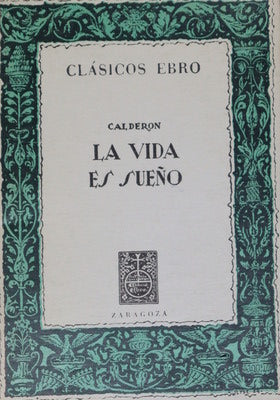 CLÁSICOS EBRO
CALDERON
LA VIDA
ES SUEÑO
ZARAGOZA